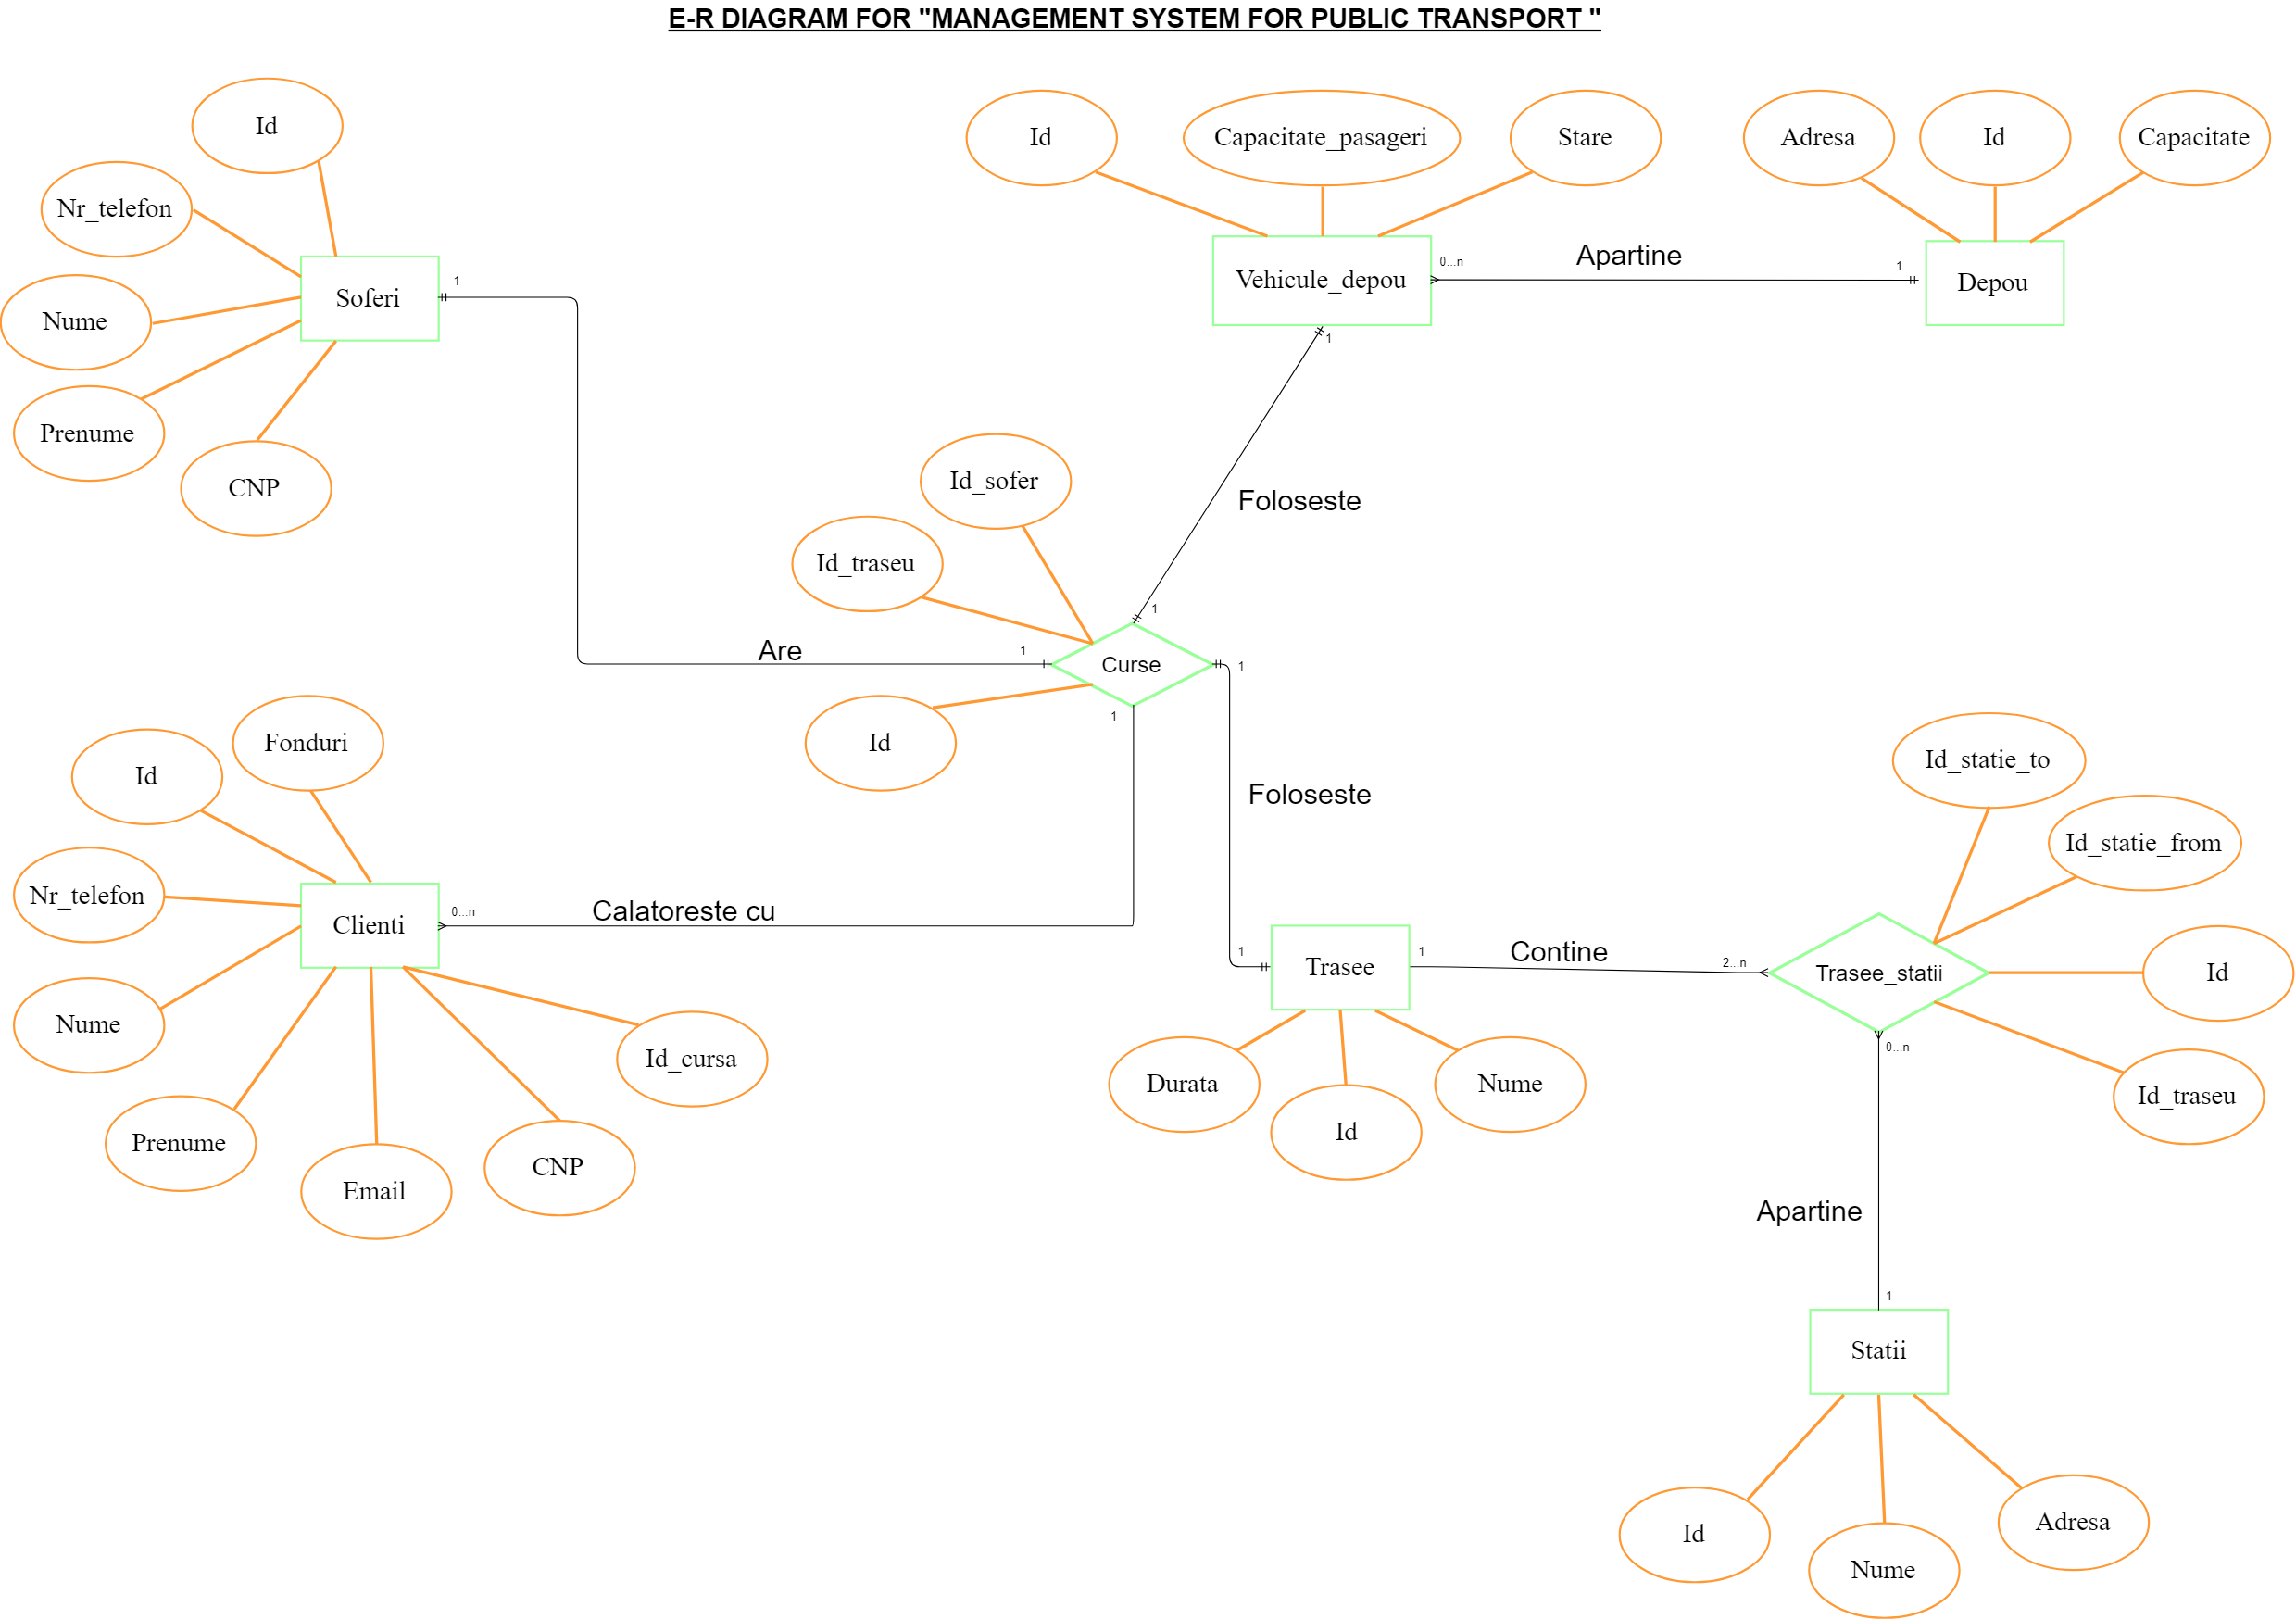 E-R DIAGRAM FOR "MANAGEMENT SYSTEM FOR PUBLIC TRANSPORT "
Id
Nr_telefon
Nume
Prenume
CNP
Soferi
1
Id
Capacitate_pasageri
Stare
Vehicule_depou
0...n
Apartine
1
Adresa
Id
Capacitate
Depou
1
Foloseste
1
Id_sofer
Id_traseu
Id
Are
1
Curse
1
1
Foloseste
1
Fonduri
Id
Nr_telefon
Nume
Prenume
Email
CNP
Id_cursa
Clienti
0...n
Calatoreste cu
Trasee
1
Contine
2...n
Durata
Id
Nume
Id_statie_to
Id_statie_from
Id
Id_traseu
Trasee_statii
0...n
Apartine
1
Statii
Id
Nume
Adresa